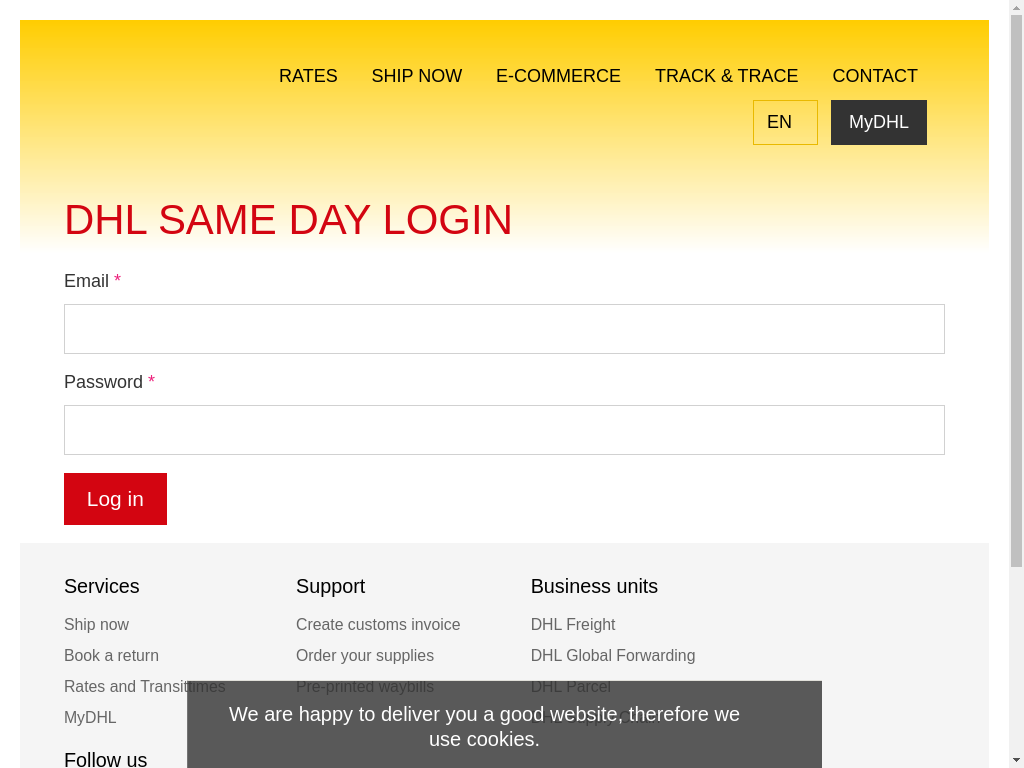 RATES SHIP NOW E-COMMERCE TRACK & TRACE CONTACT
EN MyDHL
DHL SAME DAY LOGIN
Email *
Password *
Log in
Services Support Business units
Ship now Create customs invoice DHL Freight
Book a return Order your supplies DHL Global Forwarding
Rates and Transittimes Pre-printed waybills DHL Parcel
MyDHL
We are happy to deliver you a good website, therefore we
use cookies.
Follow us